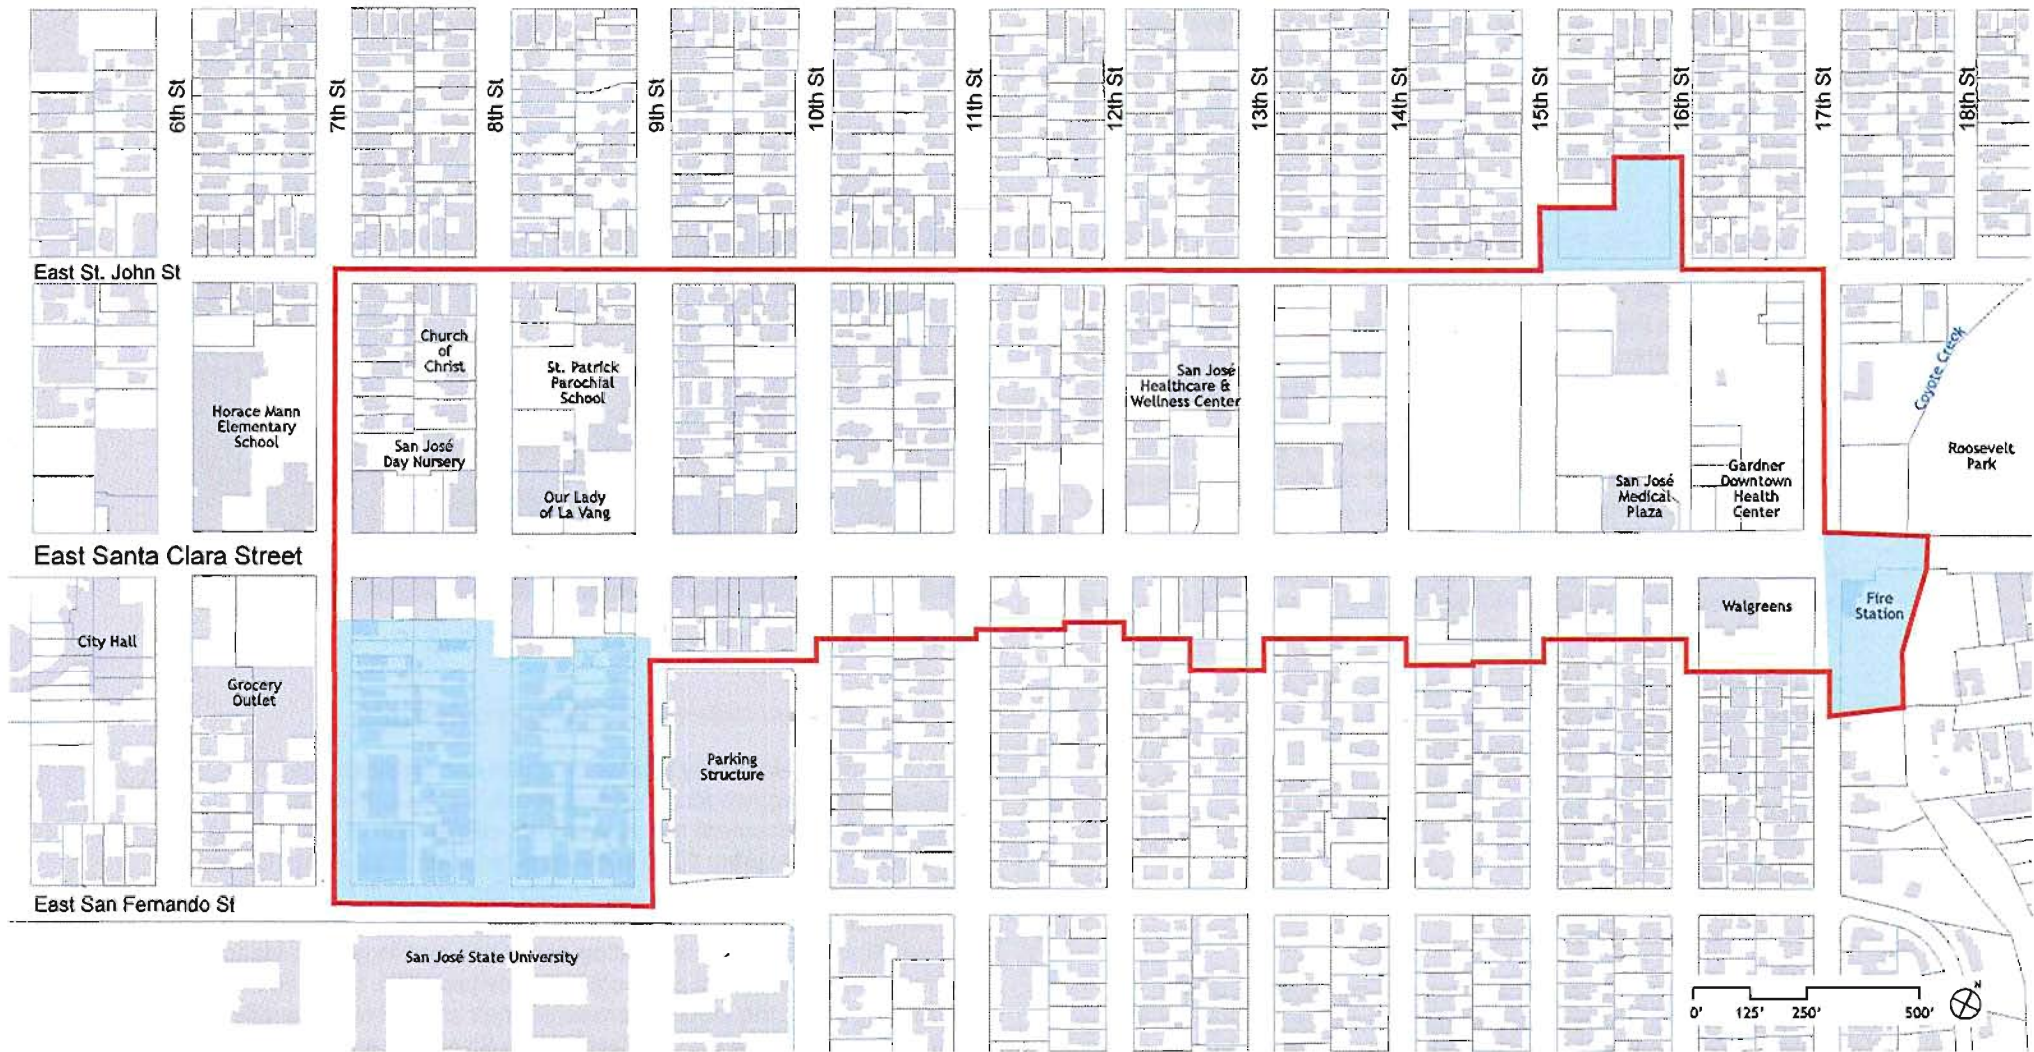 6th St
7th St
8th St
9th St
10th St
11th St
12th St
13th St
14th St
15th St
16th St
17th St
18th St
East St. John St
Church
of
Christ
St. Patrick
Parochial
School
San José
Healthcare &
Wellness Center
Coyote Creek
Horace Mann
Elementary
School
San José
Day Nursery
Our Lady
of La Vang
San José
Medical
Plaza
Gardner
Downtown
Health
Center
Roosevelt
Park
East Santa Clara Street
City Hall
Grocery
Outlet
Walgreens
Fire
Station
Parking
Structure
East San Fernando St
San José State University
0' 125' 250' 500'
N